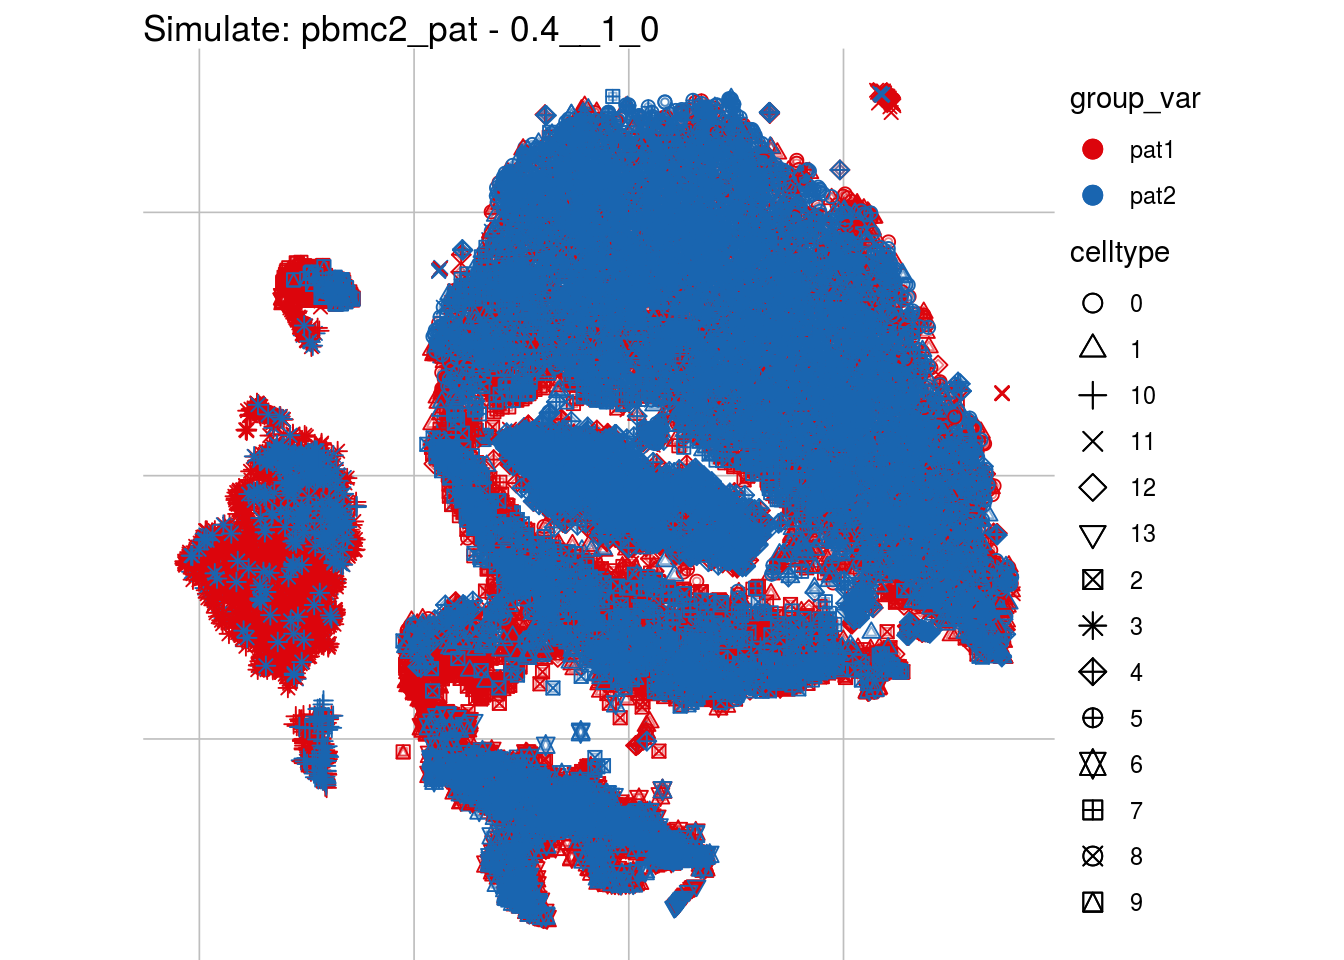 Simulate: pbmc2_pat - 0.4__1_0
group_var
pat1
pat2
celltype
0
1
10
11
12
13
2
3
4
5
6
7
8
9